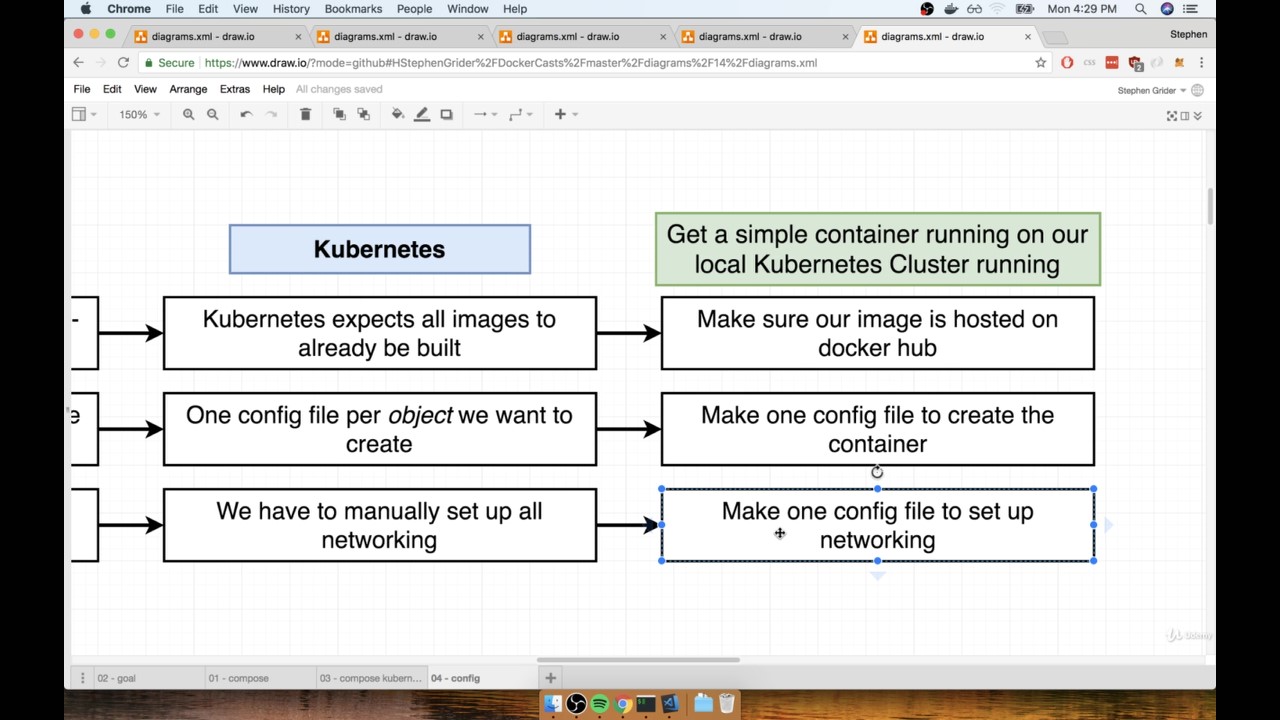 Chrome File Edit View History Bookmarks People Window Help Mon 4:29 PM
diagrams.xml - draw.io diagrams.xml - draw.io diagrams.xml - draw.io diagrams.xml - draw.io diagrams.xml - draw.io Stephen
Secure https://www.draw.io/?mode=github#HStephenGrider%2FDockerCasts%2Fmaster%2Fdiagrams%2F14%2Fdiagrams.xml
File Edit View Arrange Extras Help All changes saved Stephen Grider
150%
Kubernetes
Get a simple container running on our
local Kubernetes Cluster running
-
Kubernetes expects all images to
already be built
Make sure our image is hosted on
docker hub
e
One config file per object we want to
create
Make one config file to create the
container
We have to manually set up all
networking
Make one config file to set up
networking
Udemy
02 - goal 01 - compose 03 - compose kubern... 04 - config